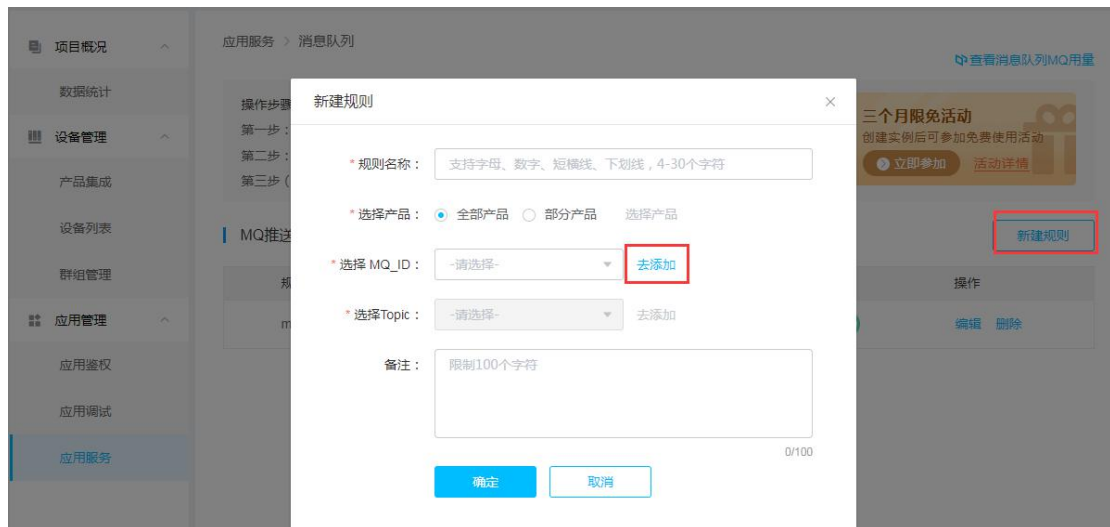 项目概况
数据统计
设备管理
产品集成
设备列表
群组管理
应用管理
应用鉴权
应用调试
应用服务
应用服务 > 消息队列
查看消息队列MQ用量
操作步骤
第一步：
第二步：
第三步（
三个月限免活动
创建实例后可参加免费使用活动
立即参加 活动详情
MQ推送
新建规则
规
操作
m
编辑 删除
新建规则 ×
* 规则名称： 支持字母、数字、短横线、下划线，4-30个字符
* 选择产品： 全部产品 部分产品 选择产品
* 选择 MQ_ID： -请选择- 去添加
* 选择Topic： -请选择- 去添加
备注： 限制100个字符
0/100
确定 取消